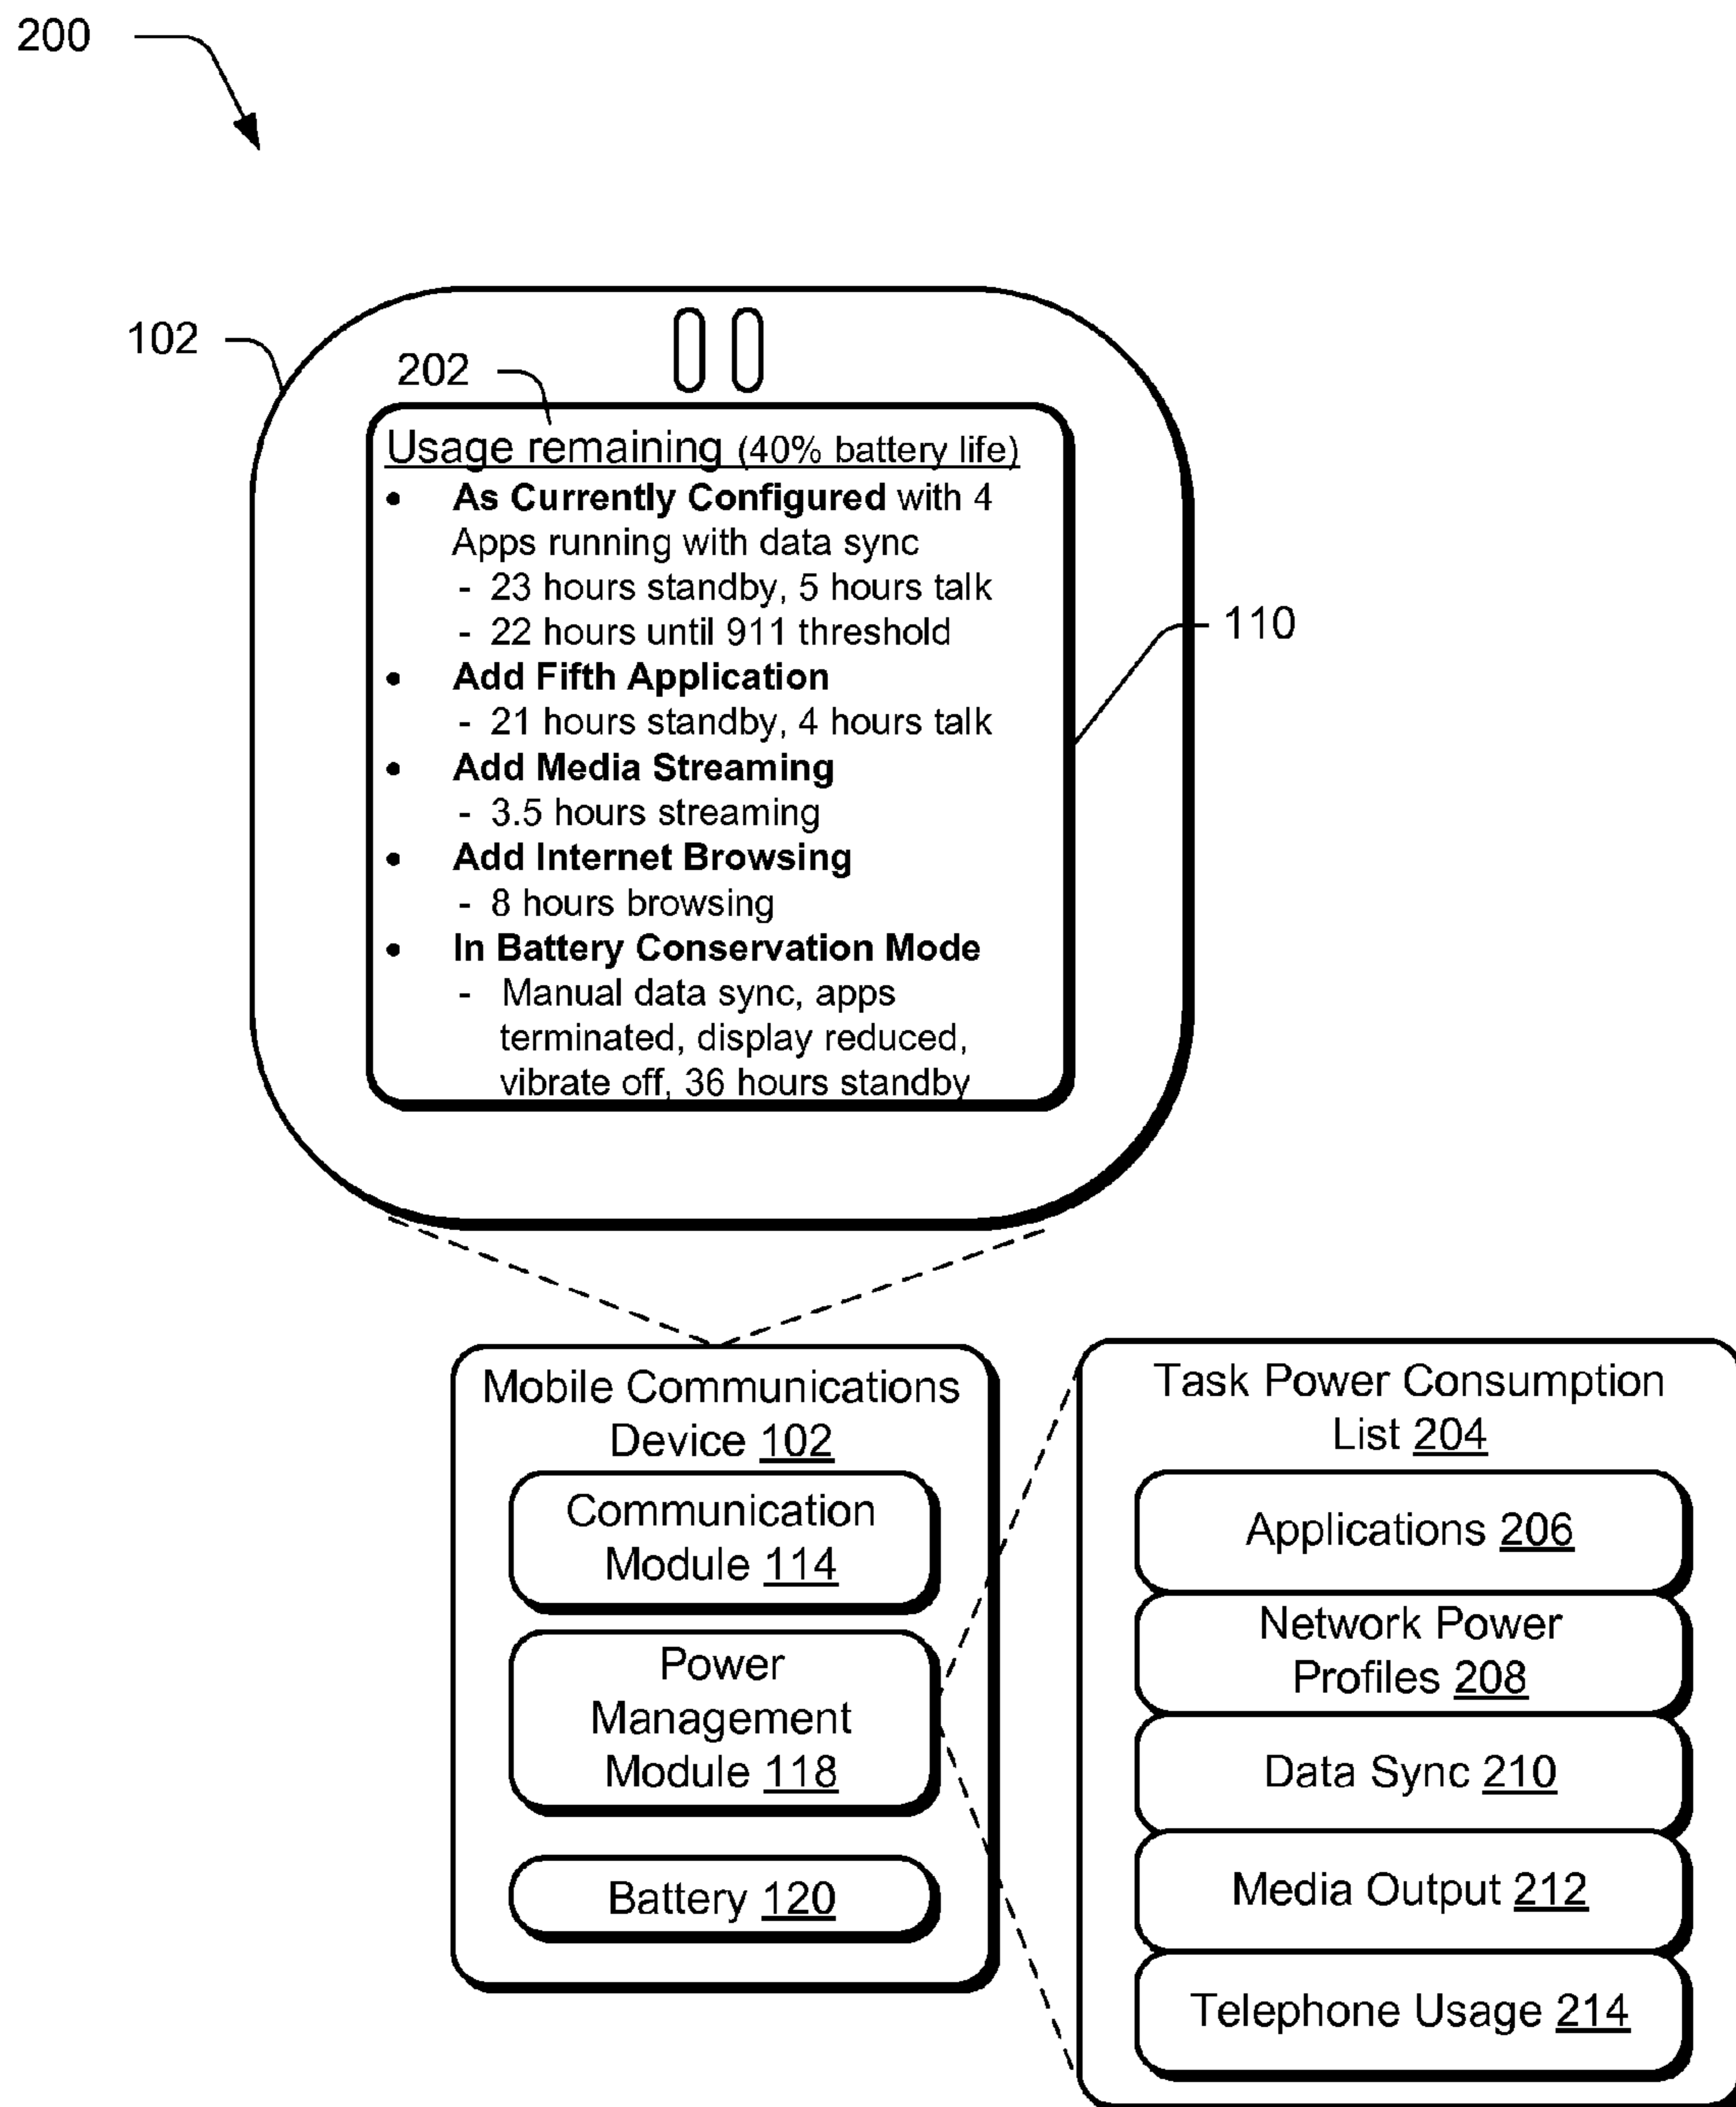 200
102
202
Usage remaining (40% battery life)
• As Currently Configured with 4
Apps running with data sync
- 23 hours standby, 5 hours talk
- 22 hours until 911 threshold
110
• Add Fifth Application
- 21 hours standby, 4 hours talk
• Add Media Streaming
- 3.5 hours streaming
• Add Internet Browsing
- 8 hours browsing
• In Battery Conservation Mode
- Manual data sync, apps
terminated, display reduced,
vibrate off, 36 hours standby
Mobile Communications
Device 102
Communication
Module 114
Power
Management
Module 118
Battery 120
Task Power Consumption
List 204
Applications 206
Network Power
Profiles 208
Data Sync 210
Media Output 212
Telephone Usage 214